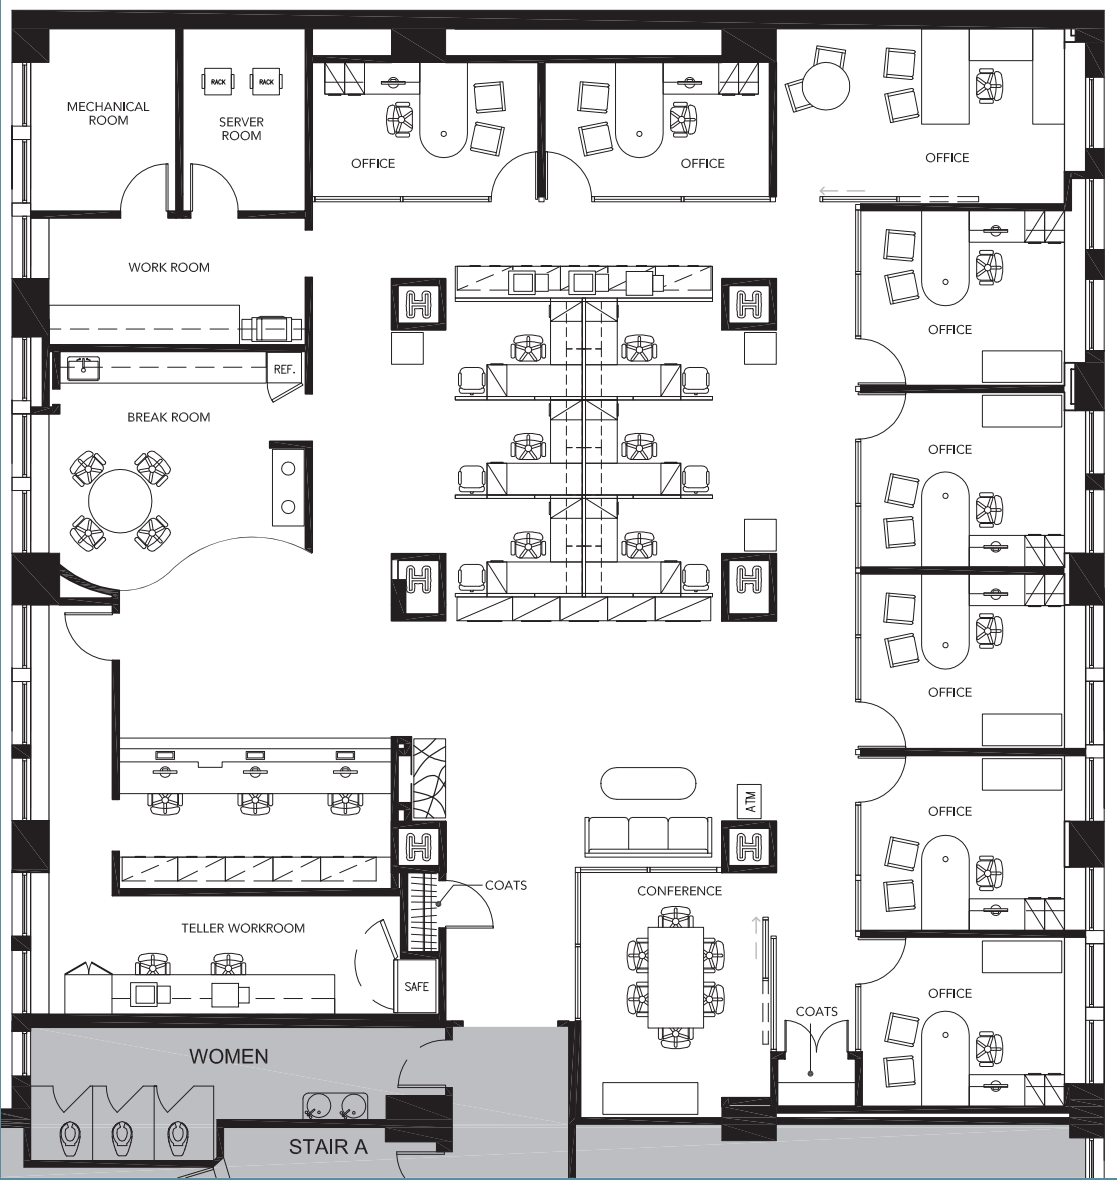 MECHANICAL
ROOM
RACK
RACK
SERVER
ROOM
OFFICE
OFFICE
OFFICE
WORK ROOM
OFFICE
REF.
BREAK ROOM
OFFICE
OFFICE
ATM
OFFICE
COATS
CONFERENCE
TELLER WORKROOM
SAFE
OFFICE
COATS
WOMEN
STAIR A